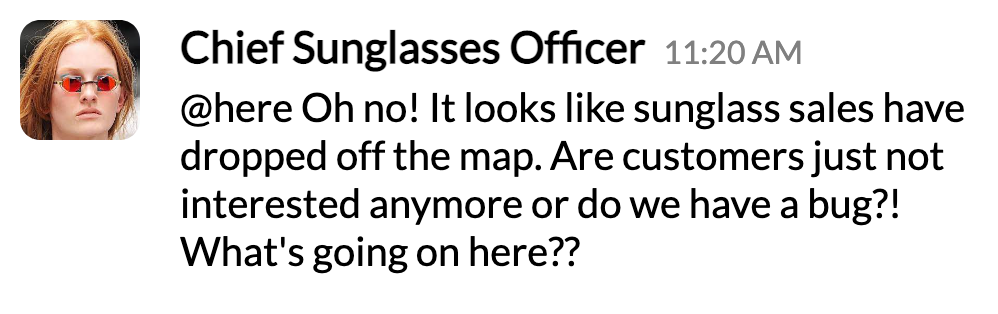 Chief Sunglasses Officer 11:20 AM
@here Oh no! It looks like sunglass sales have
dropped off the map. Are customers just not
interested anymore or do we have a bug?!
What's going on here??